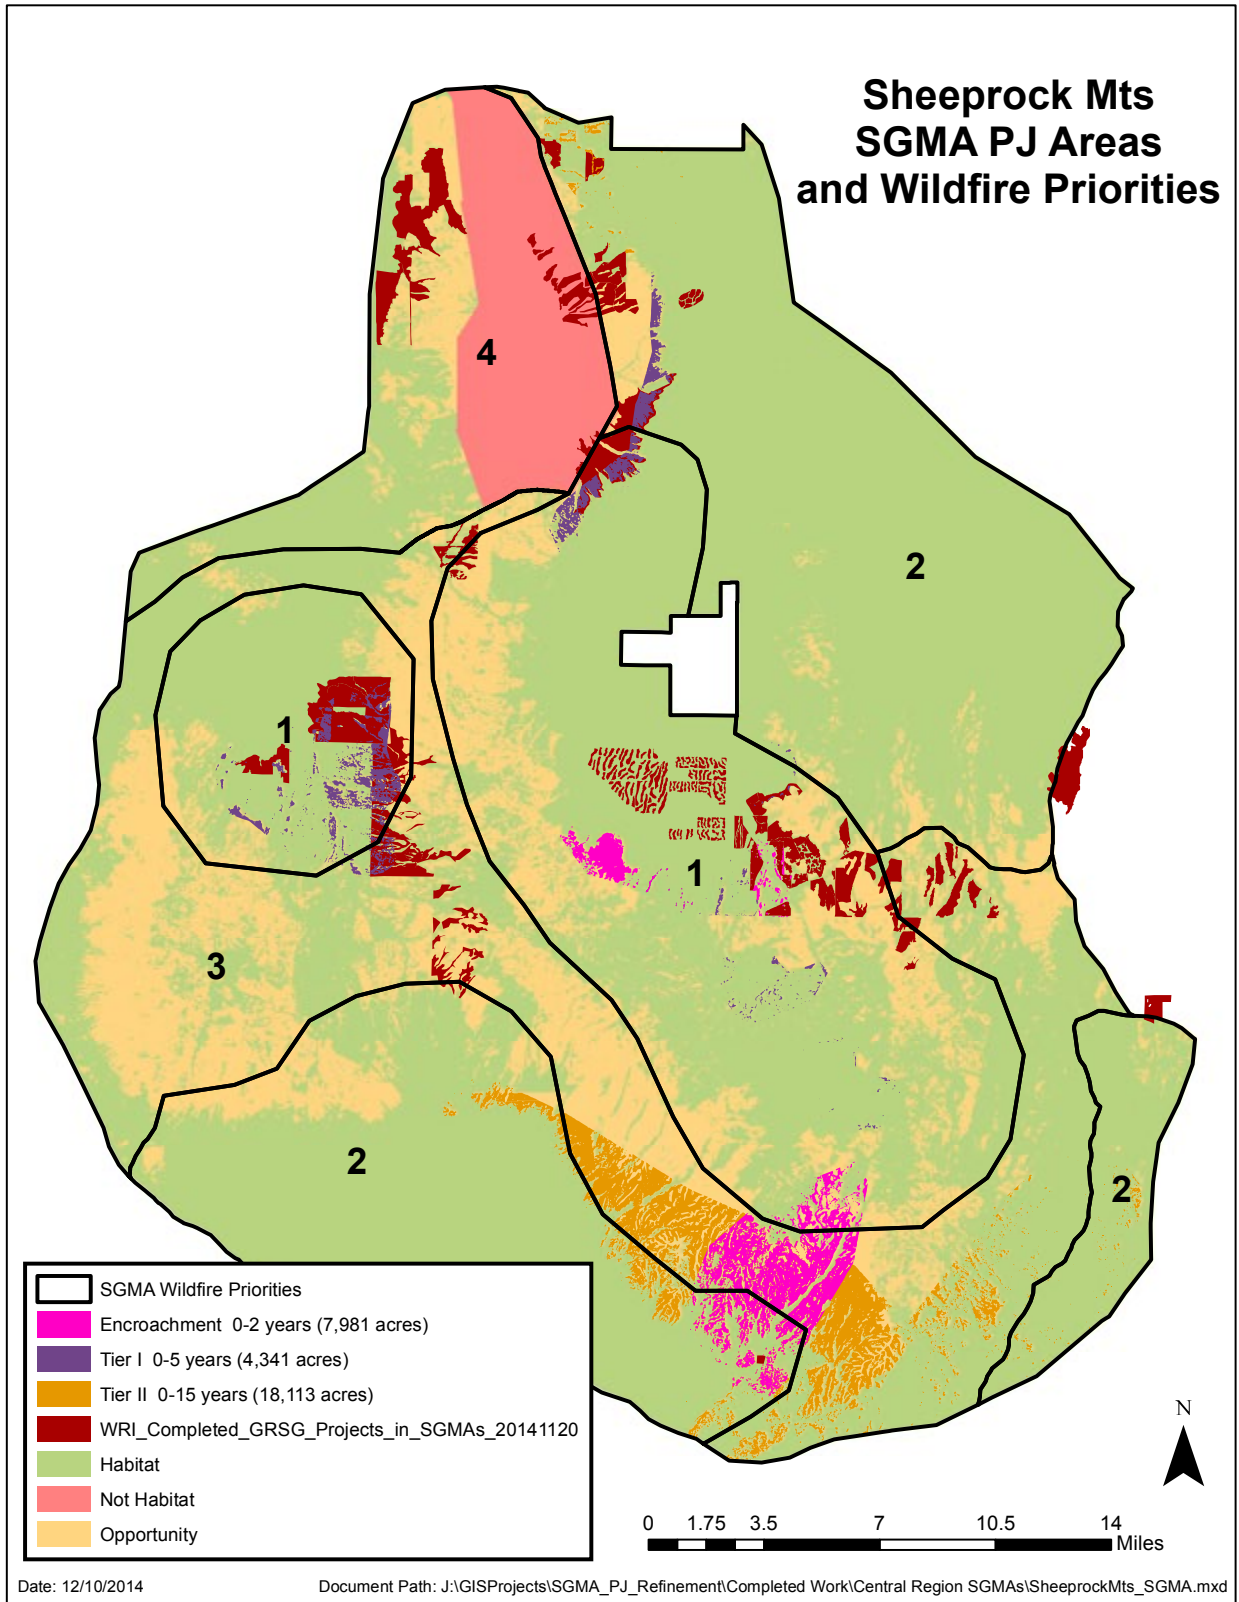 Sheeprock Mts
SGMA PJ Areas
and Wildfire Priorities
4
2
1
1
3
2
2
SGMA Wildfire Priorities
Encroachment 0-2 years (7,981 acres)
Tier I 0-5 years (4,341 acres)
Tier II 0-15 years (18,113 acres)
WRI_Completed_GRSG_Projects_in_SGMAs_20141120
Habitat
Not Habitat
Opportunity
N
0 1.75 3.5 7 10.5 14
Miles
Date: 12/10/2014
Document Path: J:\GISProjects\SGMA_PJ_Refinement\Completed Work\Central Region SGMAs\SheeprockMts_SGMA.mxd